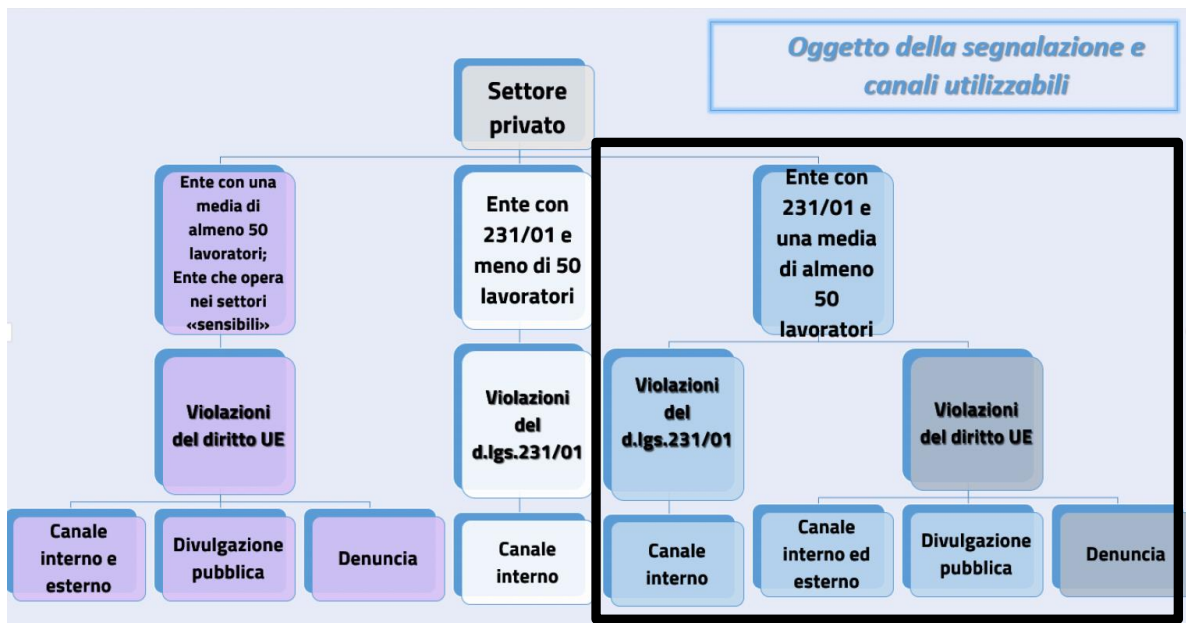 Oggetto della segnalazione e
canali utilizzabili
Settore
privato
Ente con una
media di
almeno 50
lavoratori;
Ente che opera
nei settori
«sensibili»
Ente con
231/01 e
meno di 50
lavoratori
Ente con
231/01 e
una media
di almeno
50
lavoratori
Violazioni
del diritto UE
Violazioni
del
d.lgs.231/01
Violazioni
del
d.lgs.231/01
Violazioni
del diritto UE
Canale
interno e
esterno
Divulgazione
pubblica
Denuncia
Canale
interno
Canale
interno
Canale
interno ed
esterno
Divulgazione
pubblica
Denuncia